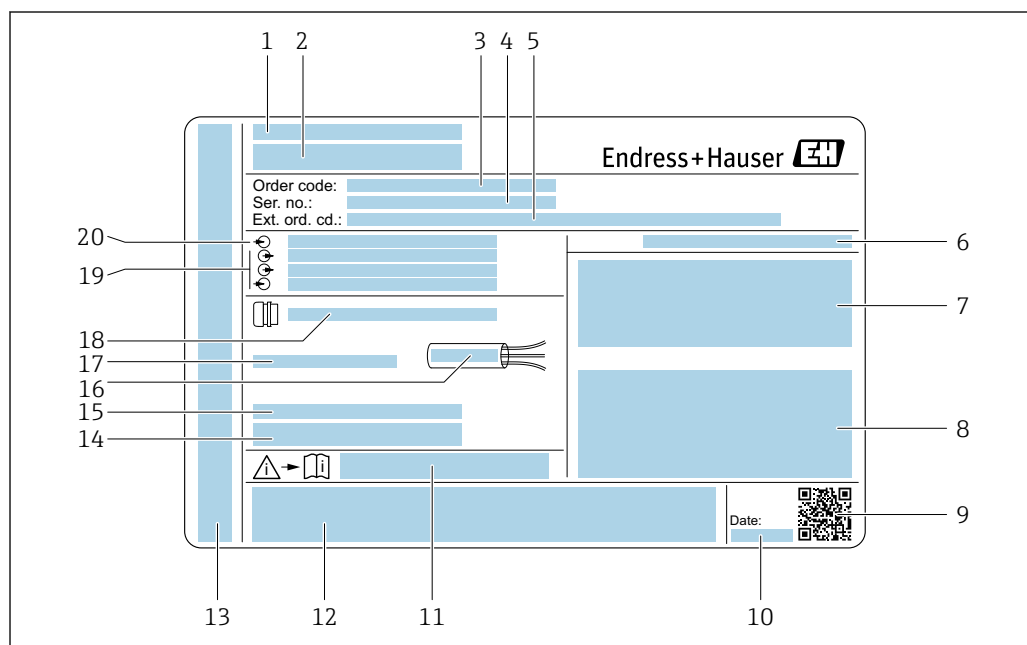 1 2 3 4 5
Endress+Hauser EH
Order code:
Ser. no.:
Ext. ord. cd.:
20
6
19
7
18
17
16
15
14
8
i i
9
Date:
13 12 11 10